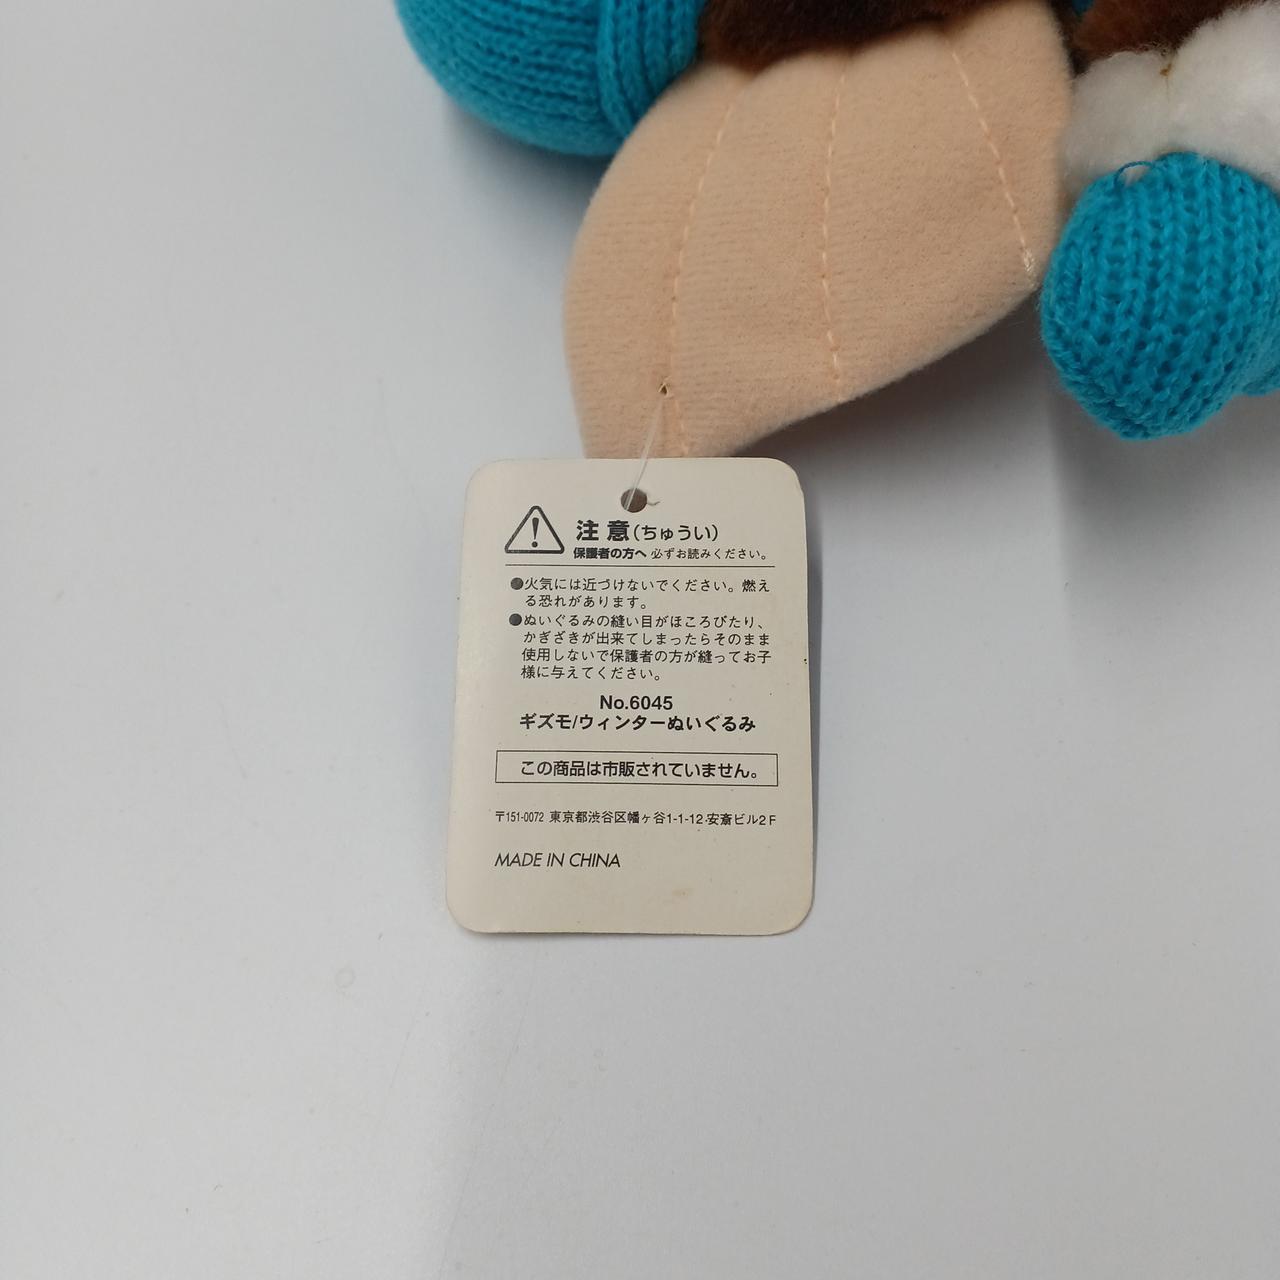 注意(ちゅうい)
保護者の方へ 必ずお読みください。
●火気には近づけないでください。燃え
る恐れがあります。
●ぬいぐるみの縫い目がほころびたり、
かぎざきが出来てしまったらそのまま
使用しないで保護者の方が縫ってお子
様に与えてください。
No.6045
ギズモ/ウィンターぬいぐるみ
この商品は市販されていません。
〒151-0072 東京都渋谷区幡ヶ谷1-1-12 安斎ビル2F
MADE IN CHINA